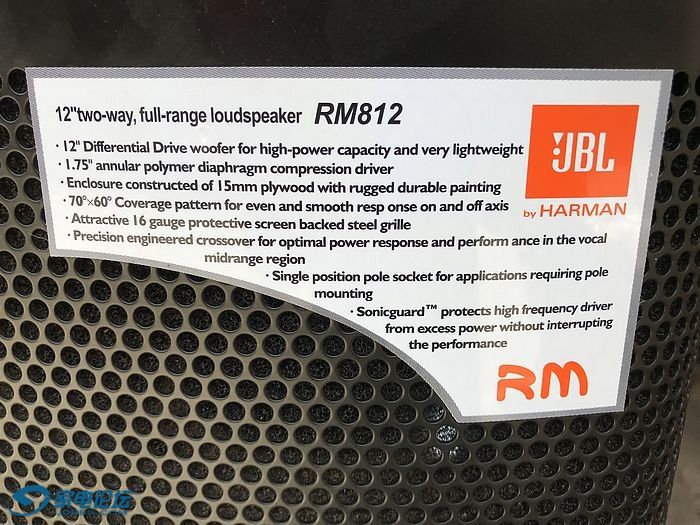 12"two-way, full-range loudspeaker RM812
· 12" Differential Drive woofer for high-power capacity and very lightweight
· 1.75" annular polymer diaphragm compression driver
· Enclosure constructed of 15mm plywood with rugged durable painting
· 70°×60° Coverage pattern for even and smooth resp onse on and off axis
· Attractive 16 gauge protective screen backed steel grille
· Precision engineered crossover for optimal power response and perform ance in the vocal
midrange region
· Single position pole socket for applications requiring pole
mounting
· Sonicguard™ protects high frequency driver
from excess power without interrupting
the performance
JBL
by HARMAN
RM
家电论坛